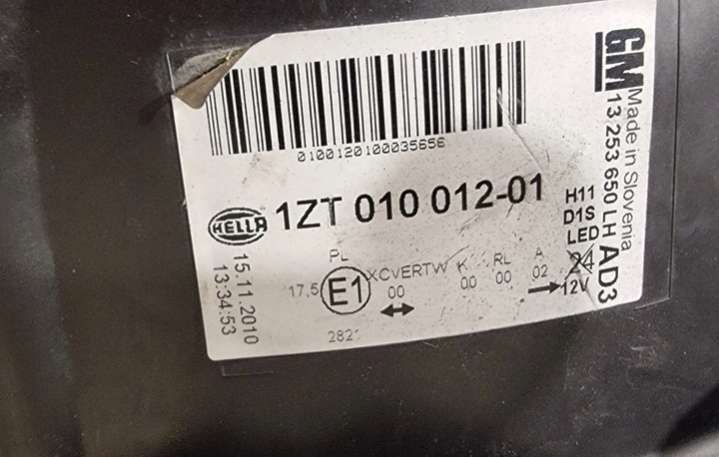 0100120100035656
HELLA 1ZT 010 012-01
H11
D1S
LED
24
12V
15.11.2010
13:34:53
PL
17,5 E1 XCVERTW K RL A
00 00 00 02
2821
GM
Made in Slovenia
13 253 650 LH AD3